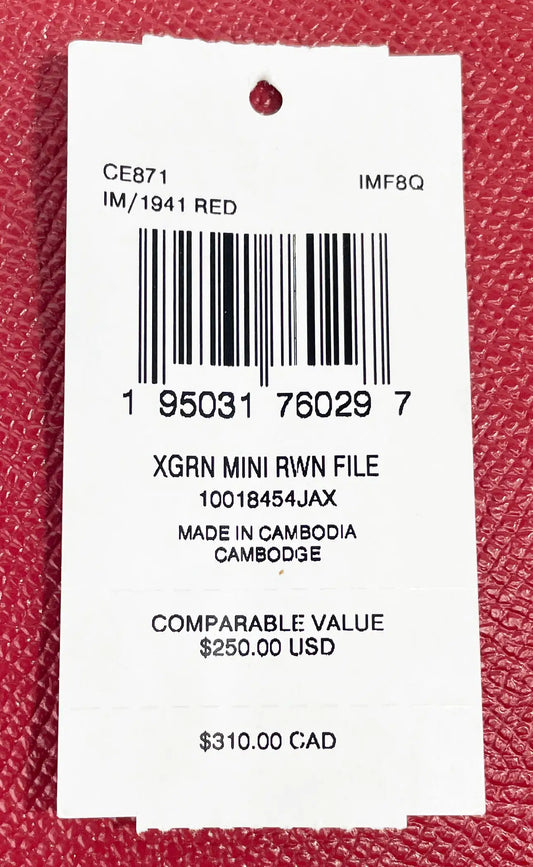 CE871
IMF8Q
IM/1941 RED
1 95031 76029 7
XGRN MINI RWN FILE
10018454JAX
MADE IN CAMBODIA
CAMBODGE
COMPARABLE VALUE
$250.00 USD
$310.00 CAD